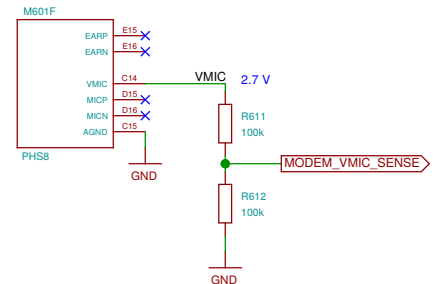 M601F
EARP E15
EARN E16
VMIC C14 VMIC 2.7 V
MICP D15
MICN D16
AGND C15
PHS8
GND
R611
100k
MODEM_VMIC_SENSE
R612
100k
GND